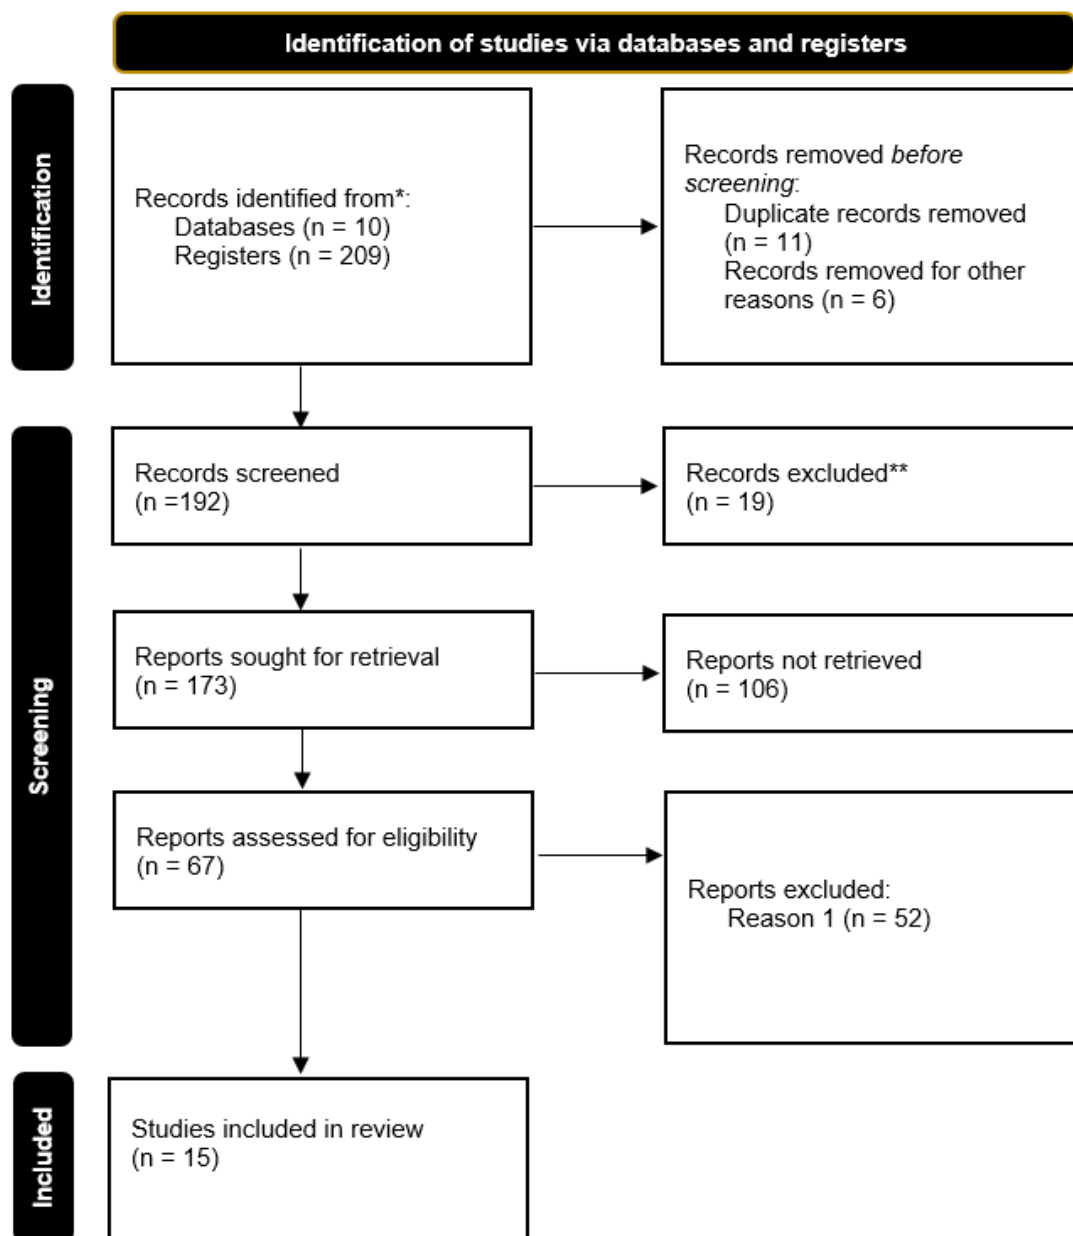 Identification of studies via databases and registers
Identification
Records identified from*:
Databases (n = 10)
Registers (n = 209)
Records removed before
screening:
Duplicate records removed
(n = 11)
Records removed for other
reasons (n = 6)
Screening
Records screened
(n =192)
Records excluded**
(n = 19)
Reports sought for retrieval
(n = 173)
Reports not retrieved
(n = 106)
Reports assessed for eligibility
(n = 67)
Reports excluded:
Reason 1 (n = 52)
Included
Studies included in review
(n = 15)